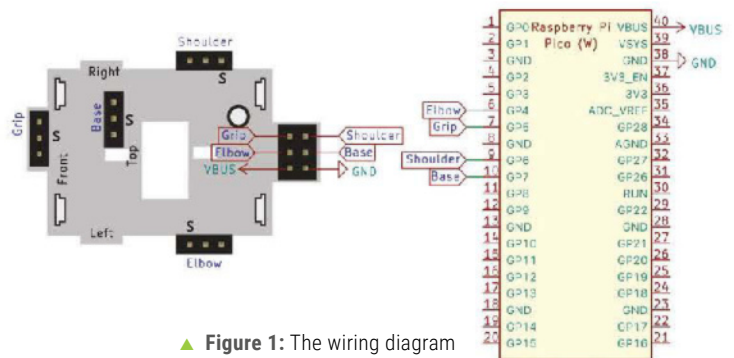 Shoulder
S
Right
Grip
S
Front
Base
S
Top
Grip
Shoulder
Elbow
Base
VBUS
GND
Left
S
Elbow
Raspberry Pi
Pico (W)
1 GP0
2 GP1
3 GND
4 GP2
5 GP3
Elbow 6 GP4
Grip 7 GP5
8 GND
Shoulder 9 GP6
Base 10 GP7
11 GP8
12 GP9
13 GND
14 GP10
15 GP11
16 GP12
17 GP13
18 GND
19 GP14
20 GP15
VBUS 40 VBUS
VSYS 39
GND 38 GND
3V3_EN 37
3V3 36
ADC_VREF 35
GP28 34
AGND 33
GP27 32
GP26 31
RUN 30
GP22 29
GND 28
GP21 27
GP20 26
GP19 25
GP18 24
GND 23
GP17 22
GP16 21
▲ Figure 1: The wiring diagram